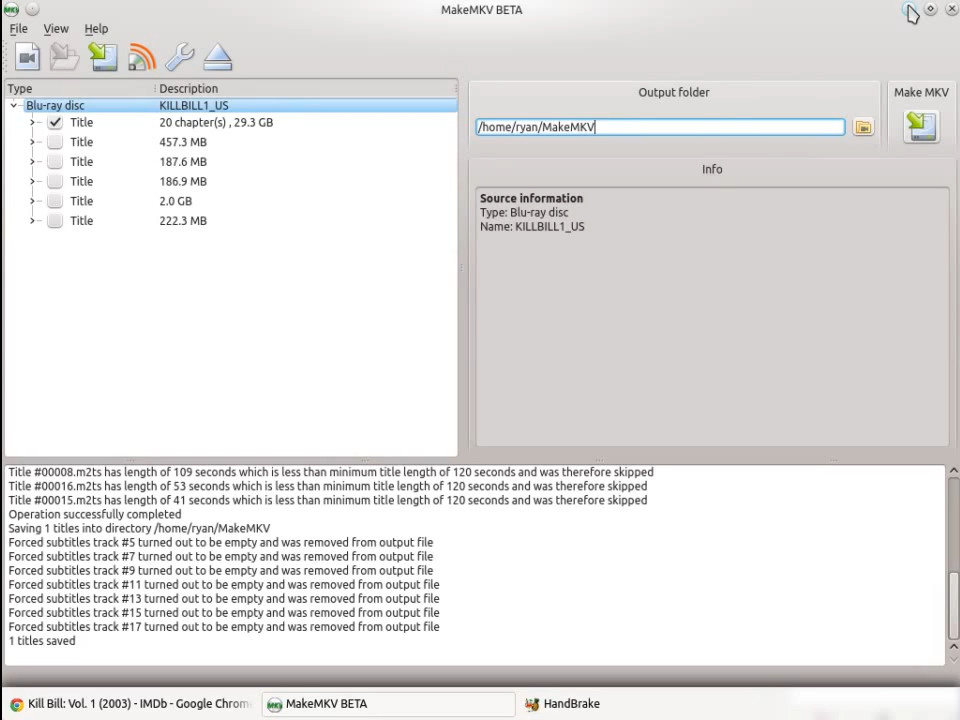 MakeMKV BETA
File View Help
Type Description
Blu-ray disc KILLBILL1_US
Title 20 chapter(s) , 29.3 GB
Title 457.3 MB
Title 187.6 MB
Title 186.9 MB
Title 2.0 GB
Title 222.3 MB
Output folder
/home/ryan/MakeMKV
Make MKV
Info
Source information
Type: Blu-ray disc
Name: KILLBILL1_US
Title #00008.m2ts has length of 109 seconds which is less than minimum title length of 120 seconds and was therefore skipped
Title #00016.m2ts has length of 53 seconds which is less than minimum title length of 120 seconds and was therefore skipped
Title #00015.m2ts has length of 41 seconds which is less than minimum title length of 120 seconds and was therefore skipped
Operation successfully completed
Saving 1 titles into directory /home/ryan/MakeMKV
Forced subtitles track #5 turned out to be empty and was removed from output file
Forced subtitles track #7 turned out to be empty and was removed from output file
Forced subtitles track #9 turned out to be empty and was removed from output file
Forced subtitles track #11 turned out to be empty and was removed from output file
Forced subtitles track #13 turned out to be empty and was removed from output file
Forced subtitles track #15 turned out to be empty and was removed from output file
Forced subtitles track #17 turned out to be empty and was removed from output file
1 titles saved
Kill Bill: Vol. 1 (2003) - IMDb - Google Chrom
MakeMKV BETA
HandBrake